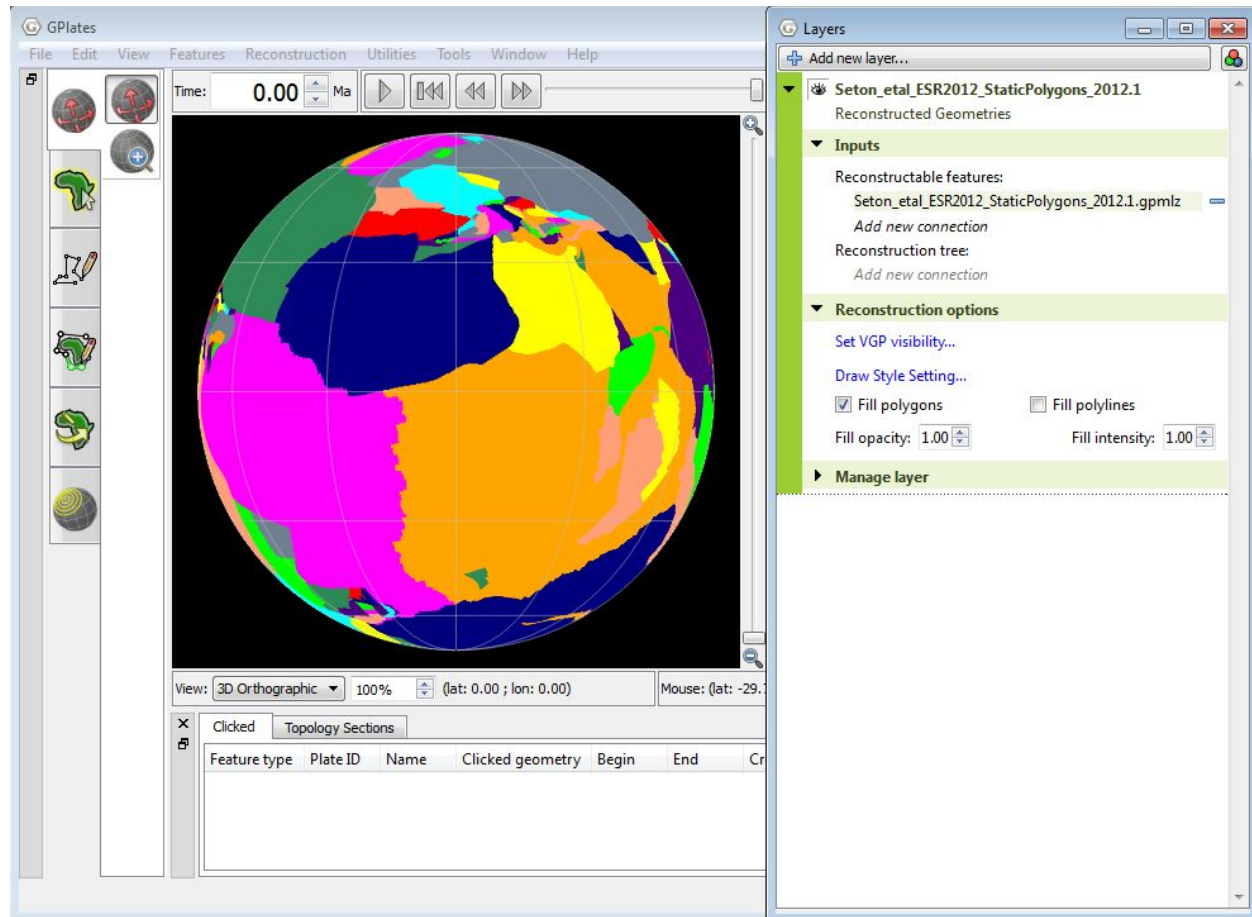 GPlates
File Edit View Features Reconstruction Utilities Tools Window Help
Time: 0.00 Ma
View: 3D Orthographic 100% (lat: 0.00 ; lon: 0.00) Mouse: (lat: -29.
Clicked Topology Sections
Feature type Plate ID Name Clicked geometry Begin End Cr
Layers
Add new layer...
Seton_etal_ESR2012_StaticPolygons_2012.1
Reconstructed Geometries
Inputs
Reconstructable features:
Seton_etal_ESR2012_StaticPolygons_2012.1.gpmlz
Add new connection
Reconstruction tree:
Add new connection
Reconstruction options
Set VGP visibility...
Draw Style Setting...
Fill polygons Fill polylines
Fill opacity: 1.00 Fill intensity: 1.00
Manage layer